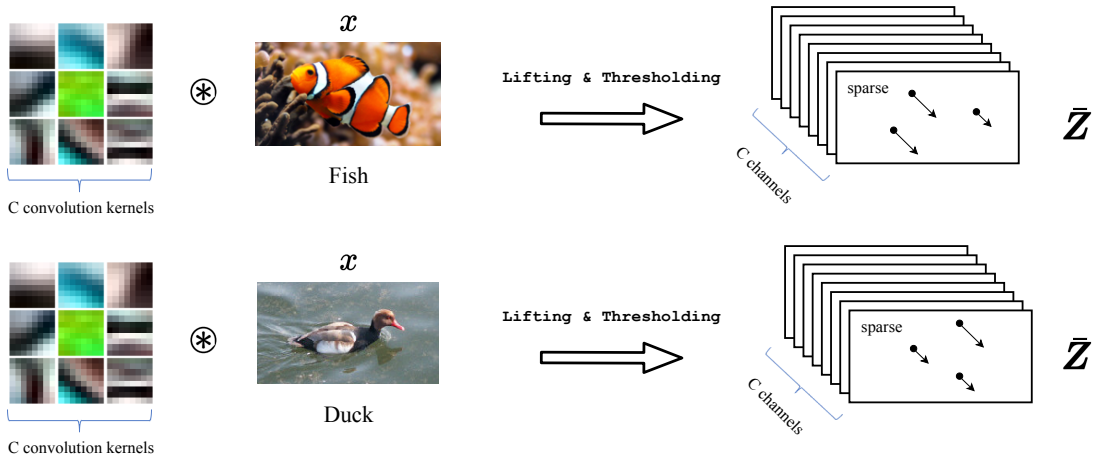 x
Lifting & Thresholding
sparse
Z̄
C channels
Fish
C convolution kernels
x
Lifting & Thresholding
sparse
Z̄
C channels
Duck
C convolution kernels